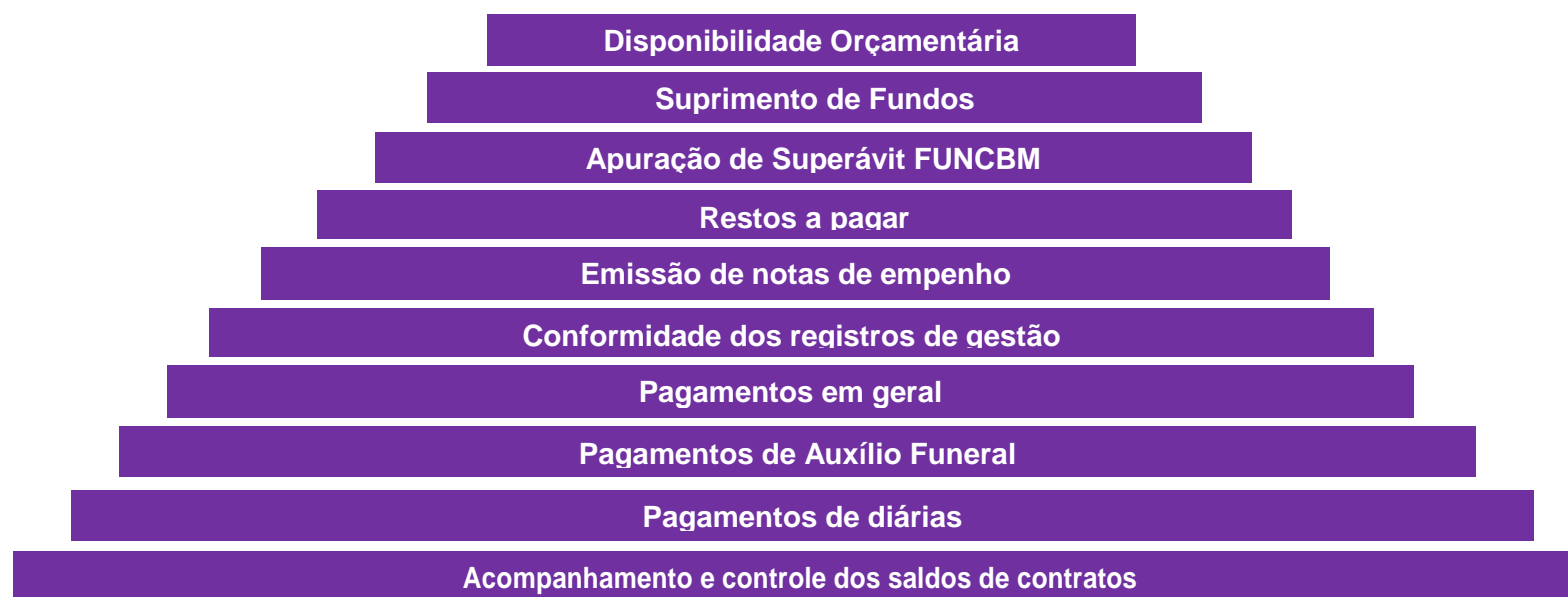 Disponibilidade Orçamentária
Suprimento de Fundos
Apuração de Superávit FUNCBM
Restos a pagar
Emissão de notas de empenho
Conformidade dos registros de gestão
Pagamentos em geral
Pagamentos de Auxílio Funeral
Pagamentos de diárias
Acompanhamento e controle dos saldos de contratos